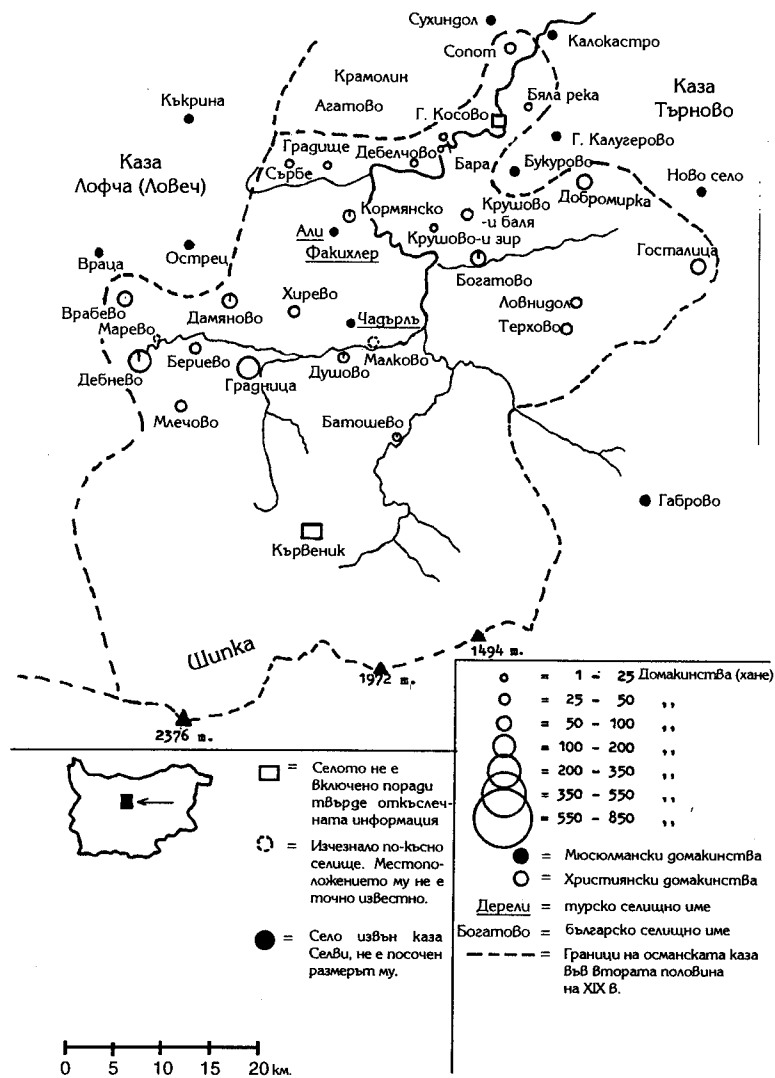 Сухиндол
Калокастро
Сопот
Крамолин
Агатово
Каза
Търново
Къкрина
Бяла река
Г. Косово
Каза
Лофча (Ловеч)
Градище
Дебелчово
Г. Калугерово
Сърбе
Бара
Букурово
Добромирка
Ново село
Кормянско
Крушово
-и баля
Али
Факихлер
Крушово-и зир
Госталица
Враца
Острец
Богатово
Врабево
Хирево
Ловнидол
Марево
Дамяново
Чадърлъ
Терхово
Дебнево
Бериево
Градница
Душово
Малково
Млечово
Батошево
Габрово
Кървеник
Шипка
1494 m.
1972 m.
2376 m.
= Селото не е
включено поради
твърде откъслеч-
ната информация
= Изчезнало по-късно
селище. Местопо-
ложението му не е
точно известно.
= Село извън каза
Селви, не е посочен
размерът му.
0 5 10 15 20 км.
= 1 - 25 Домакинства (хане)
= 25 - 50 ,,
= 50 - 100 ,,
= 100 - 200 ,,
= 200 - 350 ,,
= 350 - 550 ,,
= 550 - 850 ,,
= Мюсюлмански домакинства
= Християнски домакинства
Дерели = турско селищно име
Богатово = българско селищно име
= Граници на османската каза
във втората половина
на XIX в.